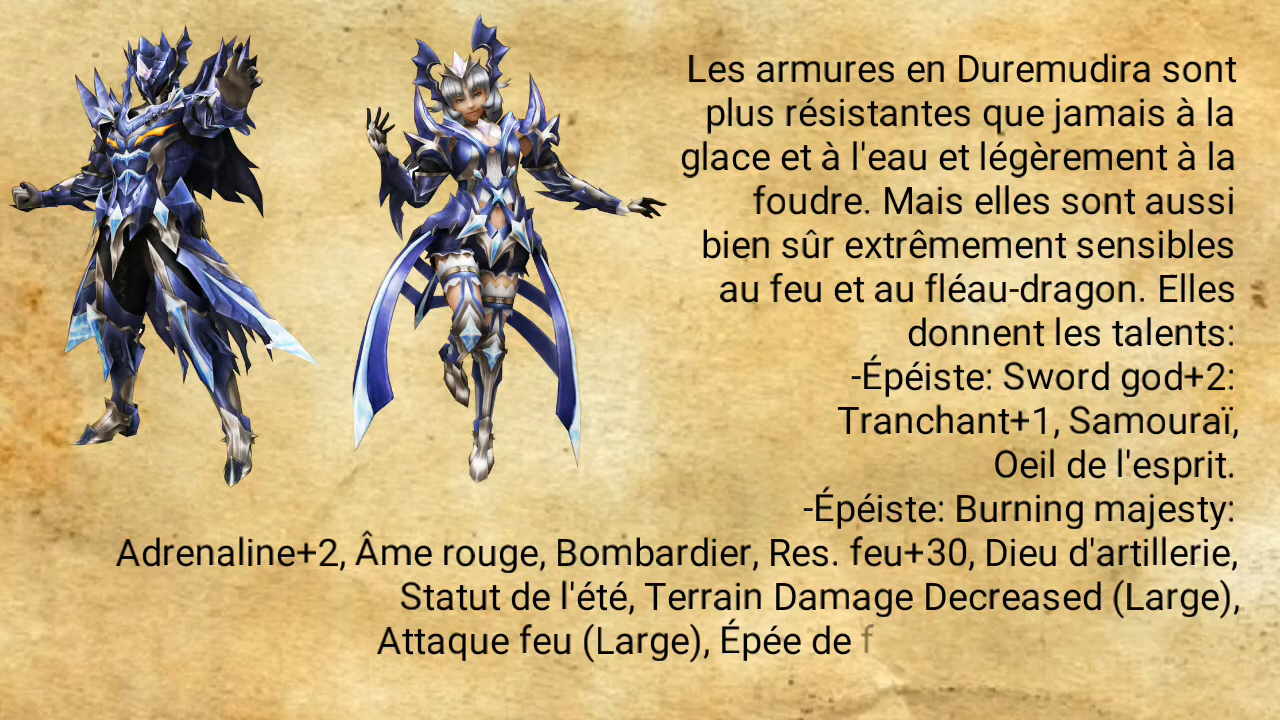 Les armures en Duremudira sont
plus résistantes que jamais à la
glace et à l'eau et légèrement à la
foudre. Mais elles sont aussi
bien sûr extrêmement sensibles
au feu et au fléau-dragon. Elles
donnent les talents:
-Épéiste: Sword god+2:
Tranchant+1, Samouraï,
Oeil de l'esprit.
-Épéiste: Burning majesty:
Adrenaline+2, Âme rouge, Bombardier, Res. feu+30, Dieu d'artillerie,
Statut de l'été, Terrain Damage Decreased (Large),
Attaque feu (Large), Épée de f